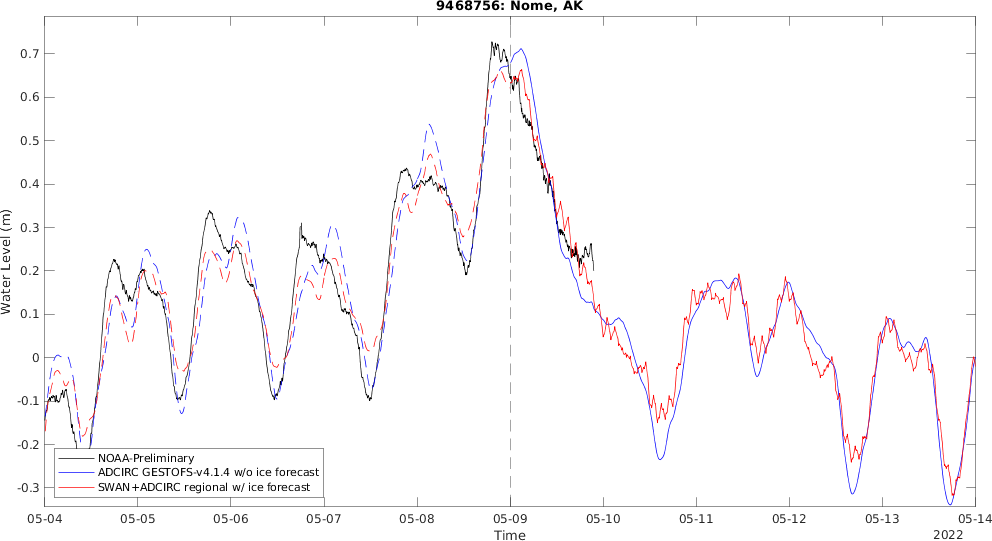 9468756: Nome, AK
0.7
0.6
0.5
0.4
0.3
0.2
0.1
0
-0.1
-0.2
-0.3
Water Level (m)
NOAA-Preliminary
ADCIRC GESTOFS-v4.1.4 w/o ice forecast
SWAN+ADCIRC regional w/ ice forecast
05-04 05-05 05-06 05-07 05-08 05-09 05-10 05-11 05-12 05-13 05-14
Time
2022